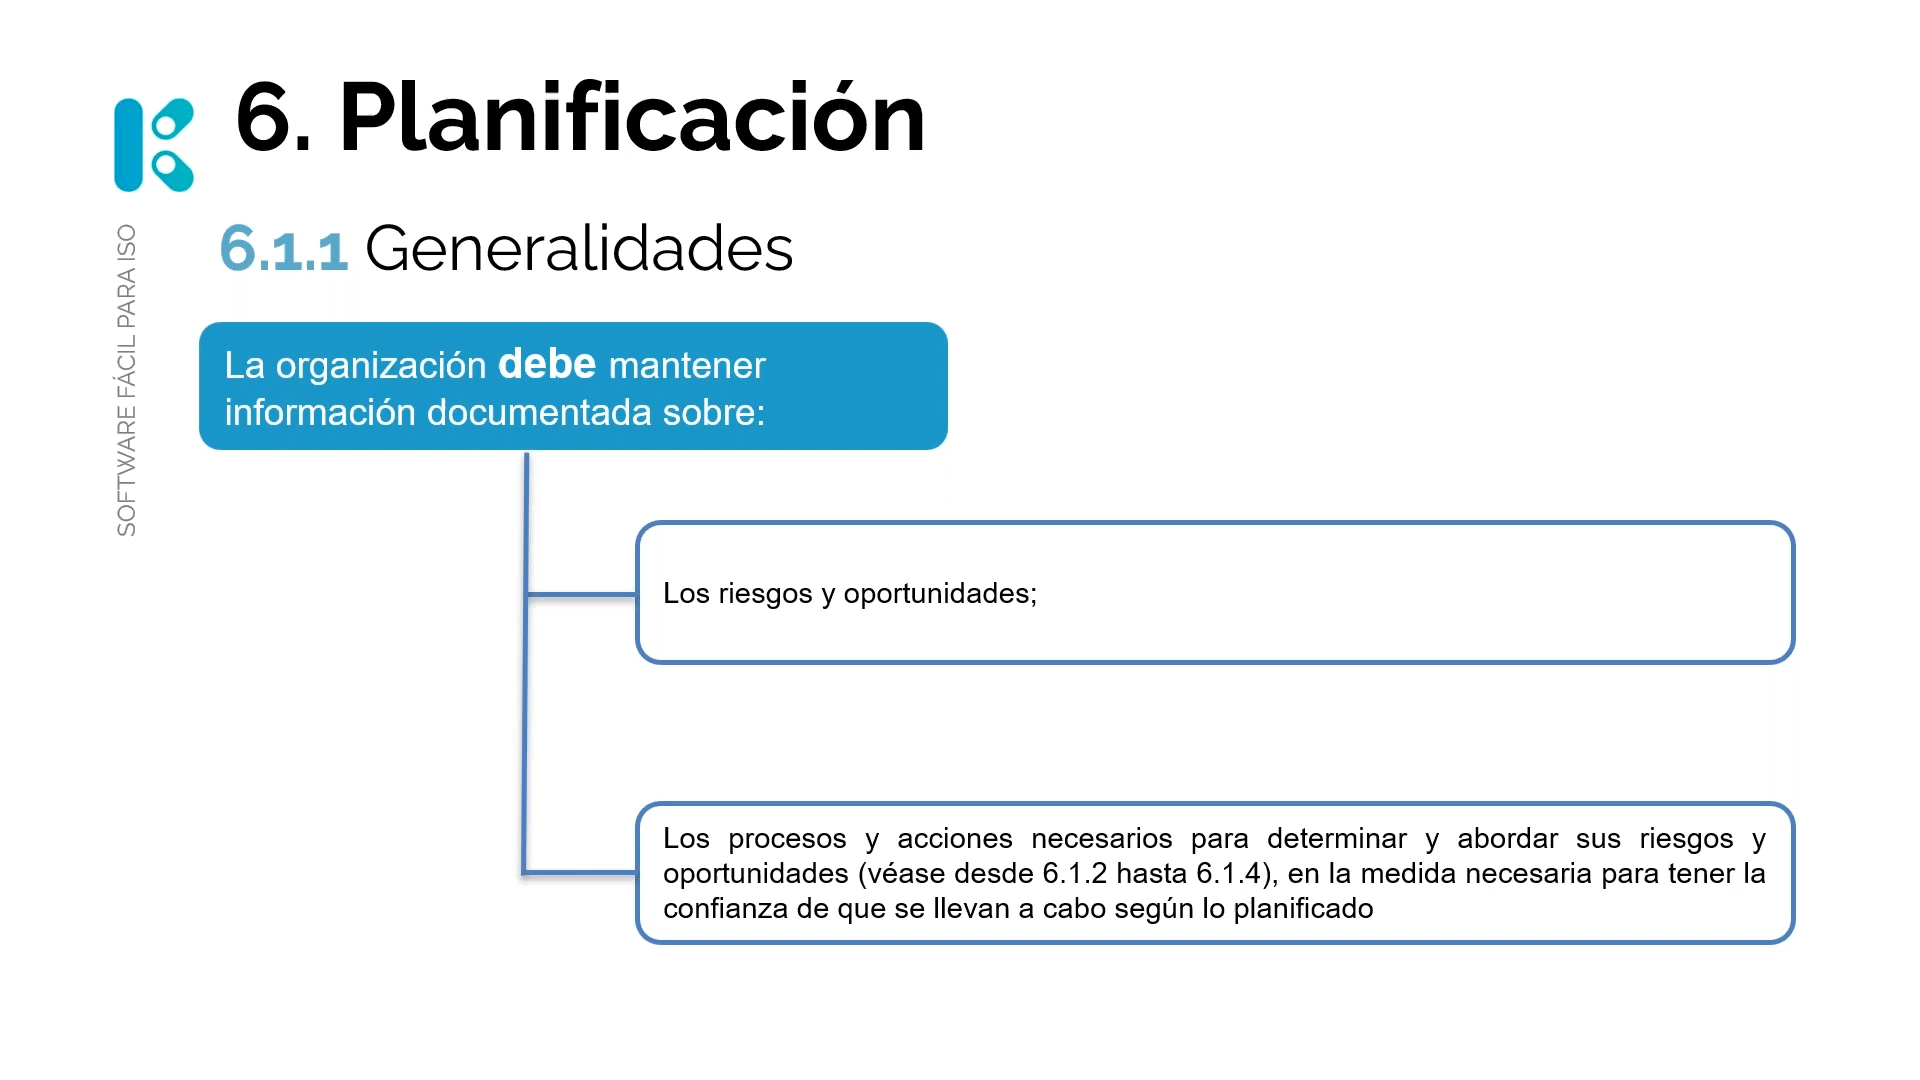 6. Planificación
SOFTWARE FÁCIL PARA ISO
6.1.1 Generalidades
La organización debe mantener
información documentada sobre:
Los riesgos y oportunidades;
Los procesos y acciones necesarios para determinar y abordar sus riesgos y
oportunidades (véase desde 6.1.2 hasta 6.1.4), en la medida necesaria para tener la
confianza de que se llevan a cabo según lo planificado